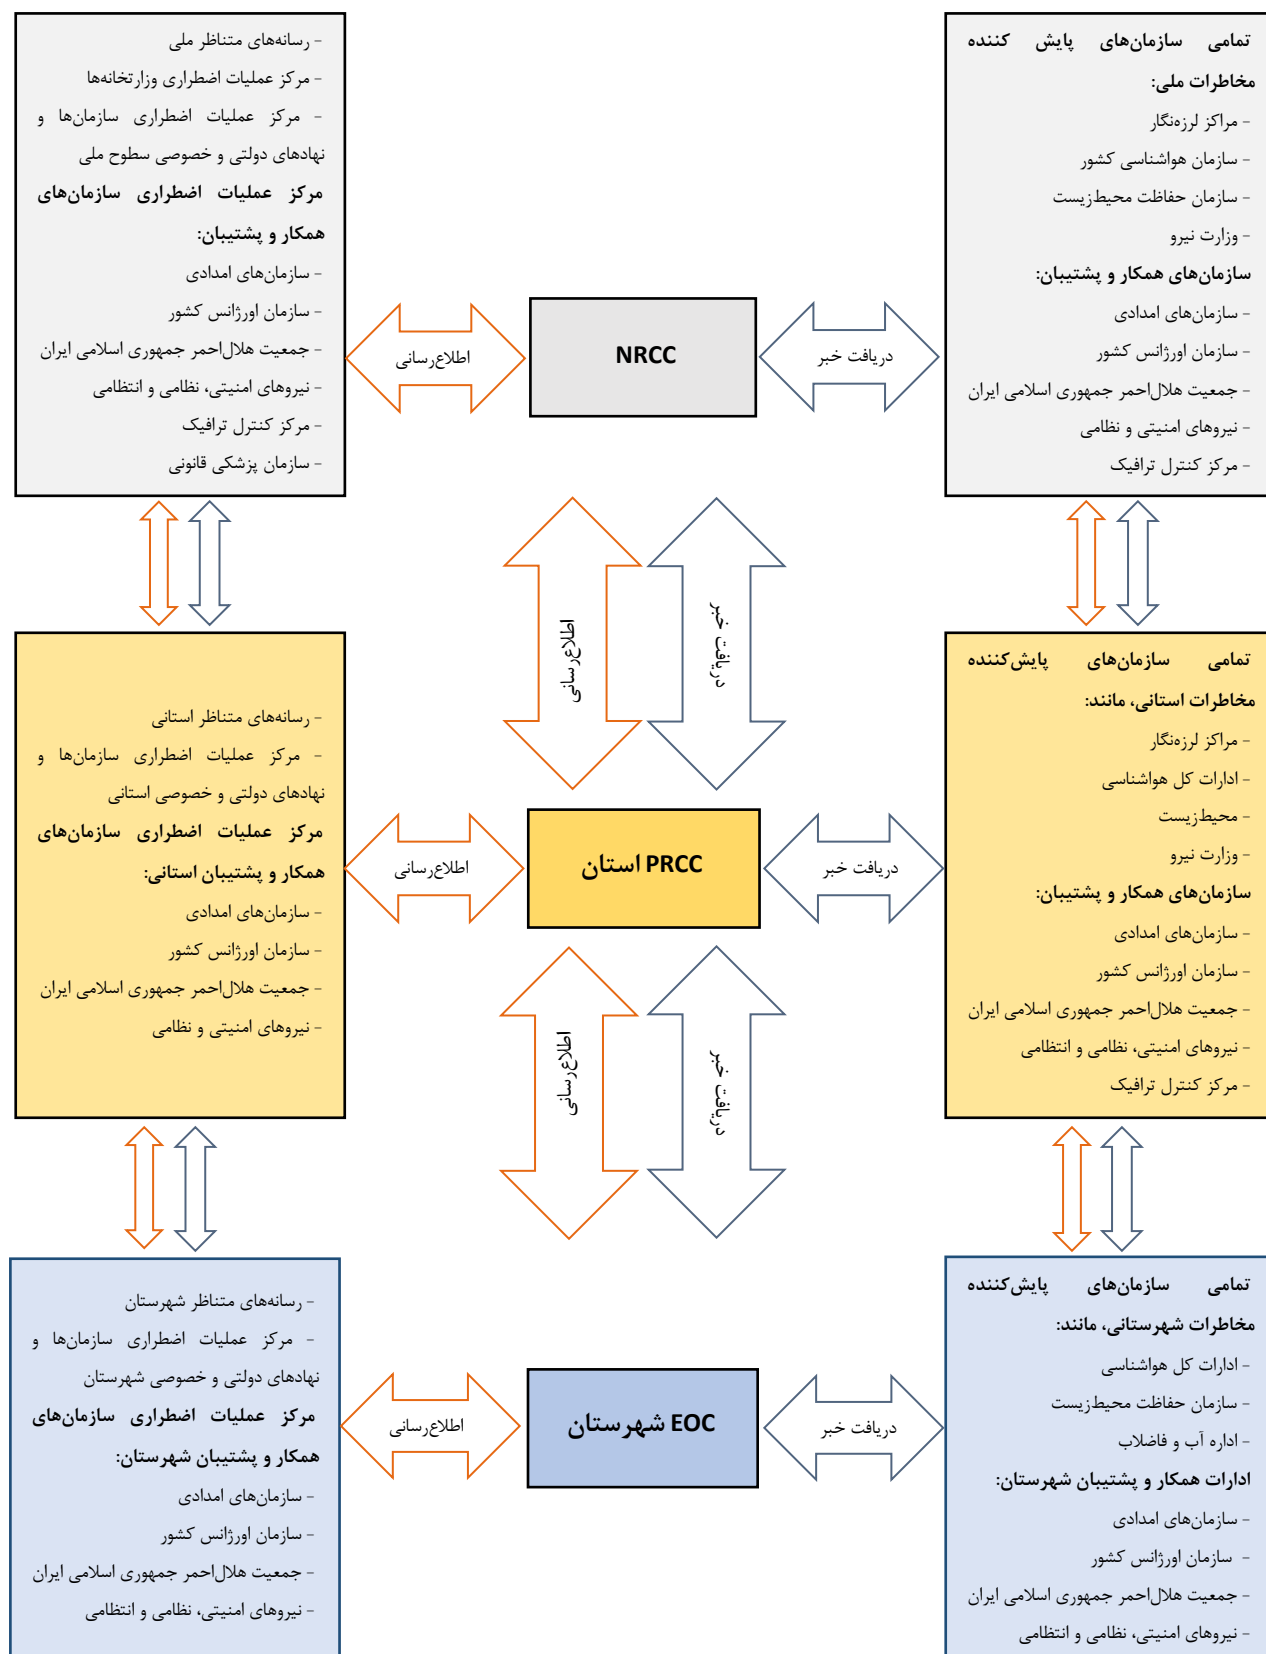 تمامی سازمان‌های پایش کننده
مخاطرات ملی:
- مراکز لرزه‌نگار
- سازمان هواشناسی کشور
- سازمان حفاظت محیط‌زیست
- وزارت نیرو
سازمان‌های همکار و پشتیبان:
- سازمان‌های امدادی
- سازمان اورژانس کشور
- جمعیت هلال‌احمر جمهوری اسلامی ایران
- نیروهای امنیتی و نظامی
- مرکز کنترل ترافیک
دریافت خبر
NRCC
اطلاع‌رسانی
- رسانه‌های متناظر ملی
- مرکز عملیات اضطراری وزارتخانه‌ها
- مرکز عملیات اضطراری سازمان‌ها و
نهادهای دولتی و خصوصی سطوح ملی
مرکز عملیات اضطراری سازمان‌های
همکار و پشتیبان:
- سازمان‌های امدادی
- سازمان اورژانس کشور
- جمعیت هلال‌احمر جمهوری اسلامی ایران
- نیروهای امنیتی، نظامی و انتظامی
- مرکز کنترل ترافیک
- سازمان پزشکی قانونی
دریافت خبر
اطلاع‌رسانی
تمامی سازمان‌های پایش‌کننده
مخاطرات استانی، مانند:
- مراکز لرزه‌نگار
- ادارات کل هواشناسی
- محیط‌زیست
- وزارت نیرو
سازمان‌های همکار و پشتیبان:
- سازمان‌های امدادی
- سازمان اورژانس کشور
- جمعیت هلال‌احمر جمهوری اسلامی ایران
- نیروهای امنیتی، نظامی و انتظامی
- مرکز کنترل ترافیک
دریافت خبر
PRCC استان
اطلاع‌رسانی
- رسانه‌های متناظر استانی
- مرکز عملیات اضطراری سازمان‌ها و
نهادهای دولتی و خصوصی استانی
مرکز عملیات اضطراری سازمان‌های
همکار و پشتیبان استانی:
- سازمان‌های امدادی
- سازمان اورژانس کشور
- جمعیت هلال‌احمر جمهوری اسلامی ایران
- نیروهای امنیتی و نظامی
دریافت خبر
اطلاع‌رسانی
تمامی سازمان‌های پایش‌کننده
مخاطرات شهرستانی، مانند:
- ادارات کل هواشناسی
- سازمان حفاظت محیط‌زیست
- اداره آب و فاضلاب
ادارات همکار و پشتیبان شهرستان:
- سازمان‌های امدادی
- سازمان اورژانس کشور
- جمعیت هلال‌احمر جمهوری اسلامی ایران
- نیروهای امنیتی، نظامی و انتظامی
دریافت خبر
EOC شهرستان
اطلاع‌رسانی
- رسانه‌های متناظر شهرستان
- مرکز عملیات اضطراری سازمان‌ها و
نهادهای دولتی و خصوصی شهرستان
مرکز عملیات اضطراری سازمان‌های
همکار و پشتیبان شهرستان:
- سازمان‌های امدادی
- سازمان اورژانس کشور
- جمعیت هلال‌احمر جمهوری اسلامی ایران
- نیروهای امنیتی، نظامی و انتظامی